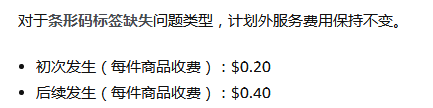 对于条形码标签缺失问题类型，计划外服务费用保持不变。
• 初次发生（每件商品收费）：$0.20
• 后续发生（每件商品收费）：$0.40